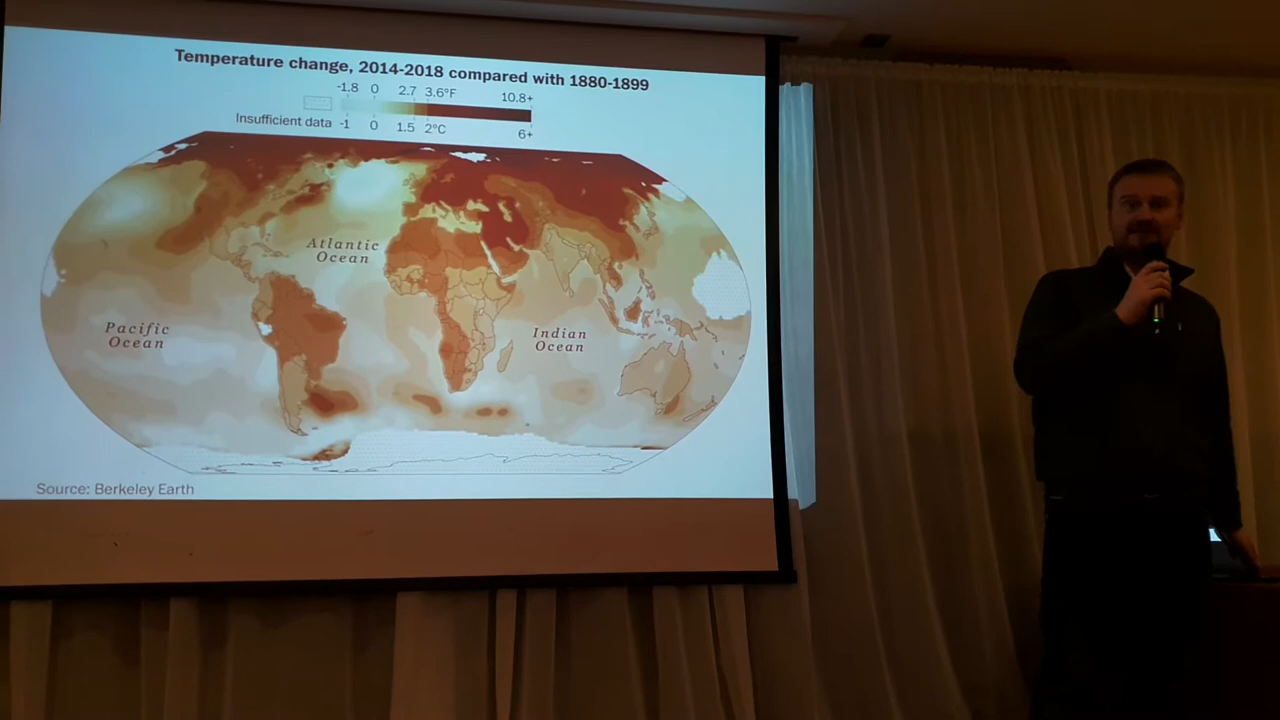 Temperature change, 2014-2018 compared with 1880-1899
-1.8 0 2.7 3.6°F 10.8+
Insufficient data -1 0 1.5 2°C 6+
Atlantic
Ocean
Pacific
Ocean
Indian
Ocean
Source: Berkeley Earth